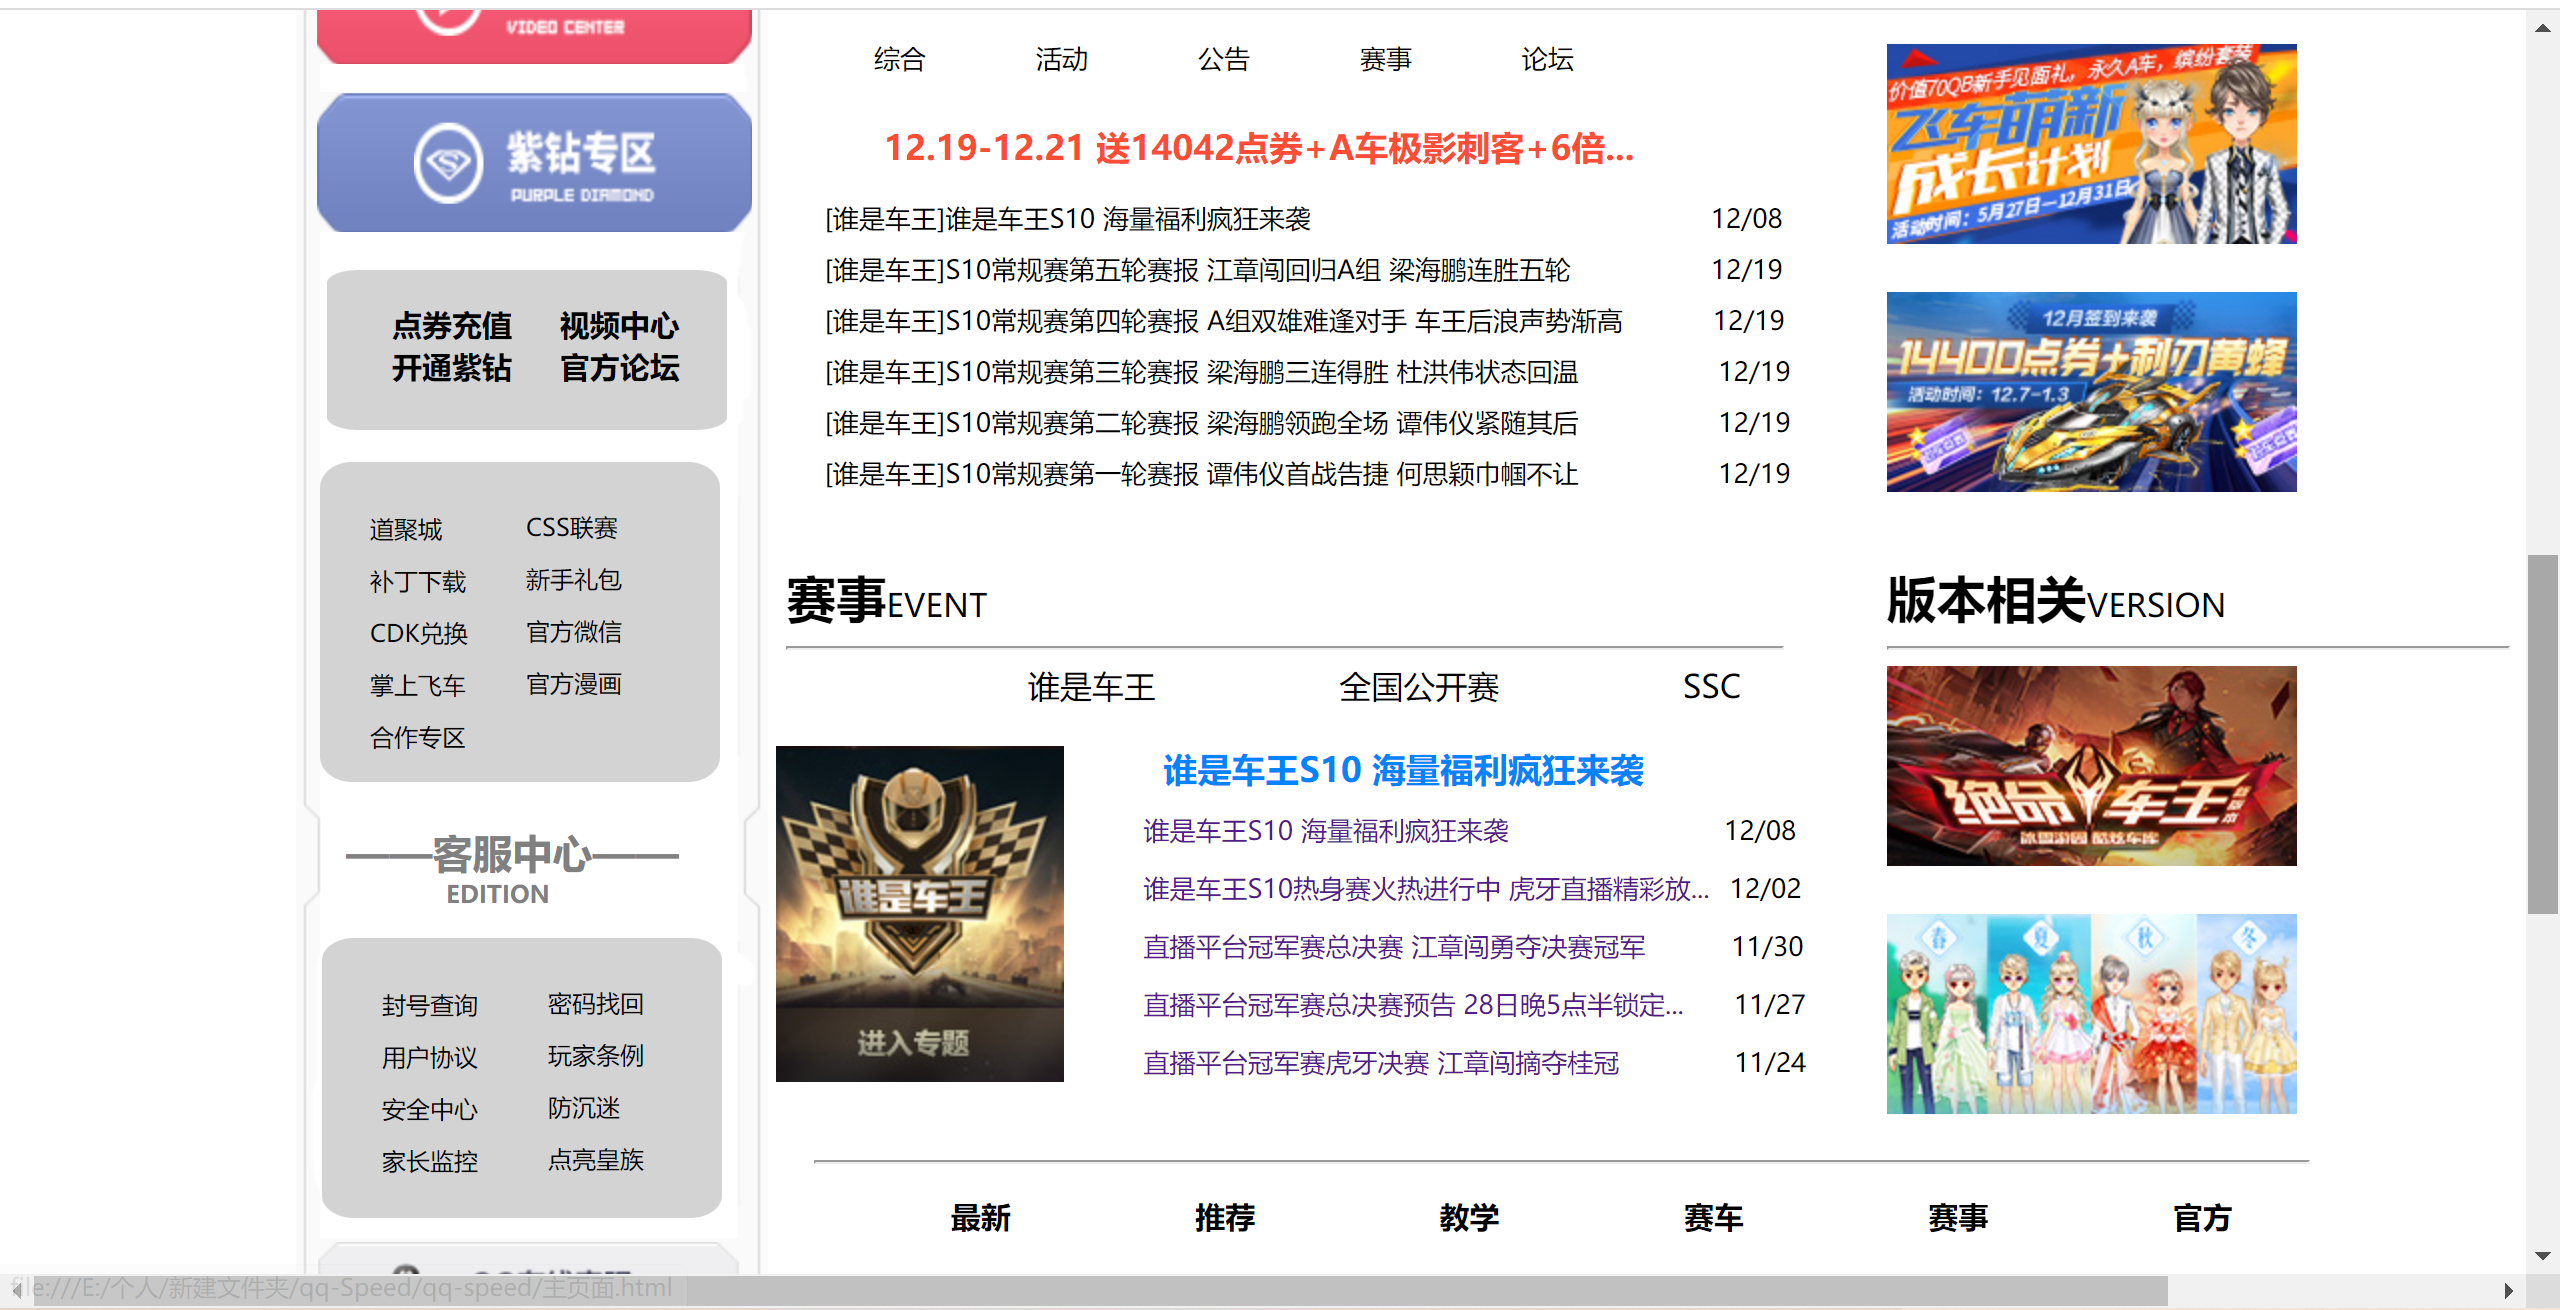 VIDEO CENTER
紫钻专区
PURPLE DIAMOND
点券充值 视频中心
开通紫钻 官方论坛
道聚城 CSS联赛
补丁下载 新手礼包
CDK兑换 官方微信
掌上飞车 官方漫画
合作专区
———客服中心———
EDITION
封号查询 密码找回
用户协议 玩家条例
安全中心 防沉迷
家长监控 点亮皇族
file:///E:/个人/新建文件夹/qq-Speed/qq-speed/主页面.html
综合 活动 公告 赛事 论坛
12.19-12.21 送14042点券+A车极影刺客+6倍...
[谁是车王]谁是车王S10 海量福利疯狂来袭 12/08
[谁是车王]S10常规赛第五轮赛报 江章闯回归A组 梁海鹏连胜五轮 12/19
[谁是车王]S10常规赛第四轮赛报 A组双雄难逢对手 车王后浪声势渐高 12/19
[谁是车王]S10常规赛第三轮赛报 梁海鹏三连得胜 杜洪伟状态回温 12/19
[谁是车王]S10常规赛第二轮赛报 梁海鹏领跑全场 谭伟仪紧随其后 12/19
[谁是车王]S10常规赛第一轮赛报 谭伟仪首战告捷 何思颖巾帼不让 12/19
赛事EVENT
谁是车王 全国公开赛 SSC
谁是车王
进入专题
谁是车王S10 海量福利疯狂来袭
谁是车王S10 海量福利疯狂来袭 12/08
谁是车王S10热身赛火热进行中 虎牙直播精彩放... 12/02
直播平台冠军赛总决赛 江章闯勇夺决赛冠军 11/30
直播平台冠军赛总决赛预告 28日晚5点半锁定... 11/27
直播平台冠军赛虎牙决赛 江章闯摘夺桂冠 11/24
价值70QB新手见面礼，永久A车，缤纷套装
飞车萌新
成长计划
活动时间：5月27日—12月31日
12月签到来袭
14400点券+利刃黄蜂
活动时间：12.7-1.3
版本相关VERSION
绝命车王
春 夏 秋 冬
最新 推荐 教学 赛车 赛事 官方